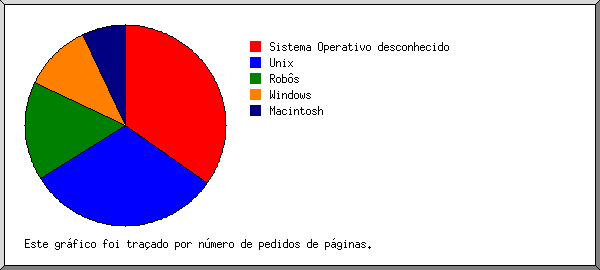 Sistema Operativo desconhecido
Unix
Robôs
Windows
Macintosh
Este gráfico foi traçado por número de pedidos de páginas.